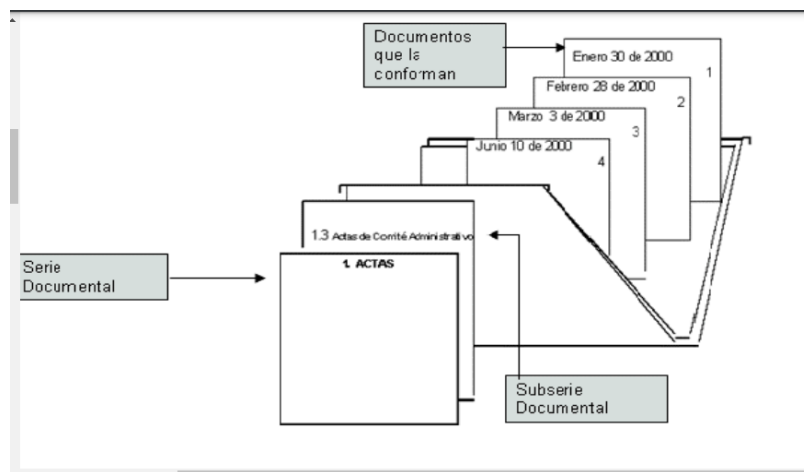 Documentos
que la
conforman
Enero 30 de 2000
1
Febrero 28 de 2000
2
Marzo 3 de 2000
3
Junio 10 de 2000
4
1.3 Actas de Comité Administrativo
Serie
Documental
1. ACTAS
Subserie
Documental